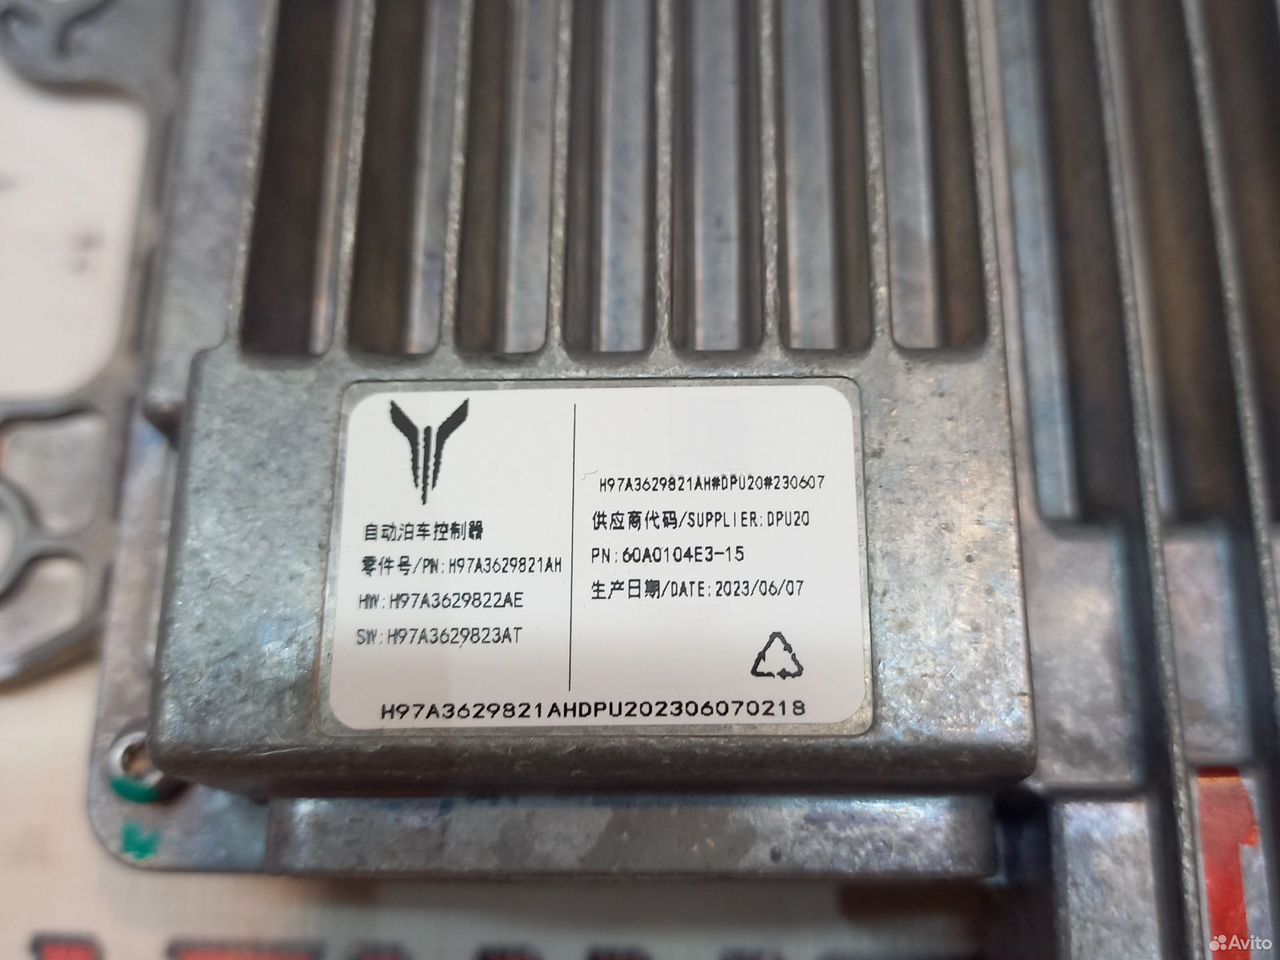 自动泊车控制器
零件号/PN:H97A3629821AH
HW:H97A3629822AE
SW:H97A3629823AT
H97A3629821AH#DPU20#230607
供应商代码/SUPPLIER:DPU20
PN:60A0104E3-15
生产日期/DATE:2023/06/07
H97A3629821AHDPU202306070218
Avito